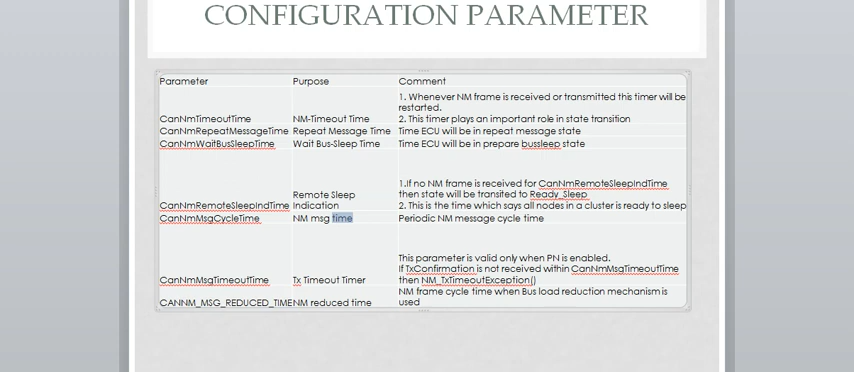 CONFIGURATION PARAMETER
Parameter Purpose Comment
1. Whenever NM frame is received or transmitted this timer will be
restarted.
CanNmTimeoutTime NM-Timeout Time 2. This timer plays an important role in state transition
CanNmRepeatMessageTime Repeat Message Time Time ECU will be in repeat message state
CanNmWaitBusSleepTime Wait Bus-Sleep Time Time ECU will be in prepare bussleep state
1.If no NM frame is received for CanNmRemoteSleepIndTime
Remote Sleep then state will be transited to Ready_Sleep
CanNmRemoteSleepIndTime Indication 2. This is the time which says all nodes in a cluster is ready to sleep
CanNmMsgCycleTime NM msg time Periodic NM message cycle time
This parameter is valid only when PN is enabled.
If TxConfirmation is not received within CanNmMsgTimeoutTime
CanNmMsgTimeoutTime Tx Timeout Timer then NM_TxTimeoutException()
NM frame cycle time when Bus load reduction mechanism is
CANNM_MSG_REDUCED_TIME NM reduced time used